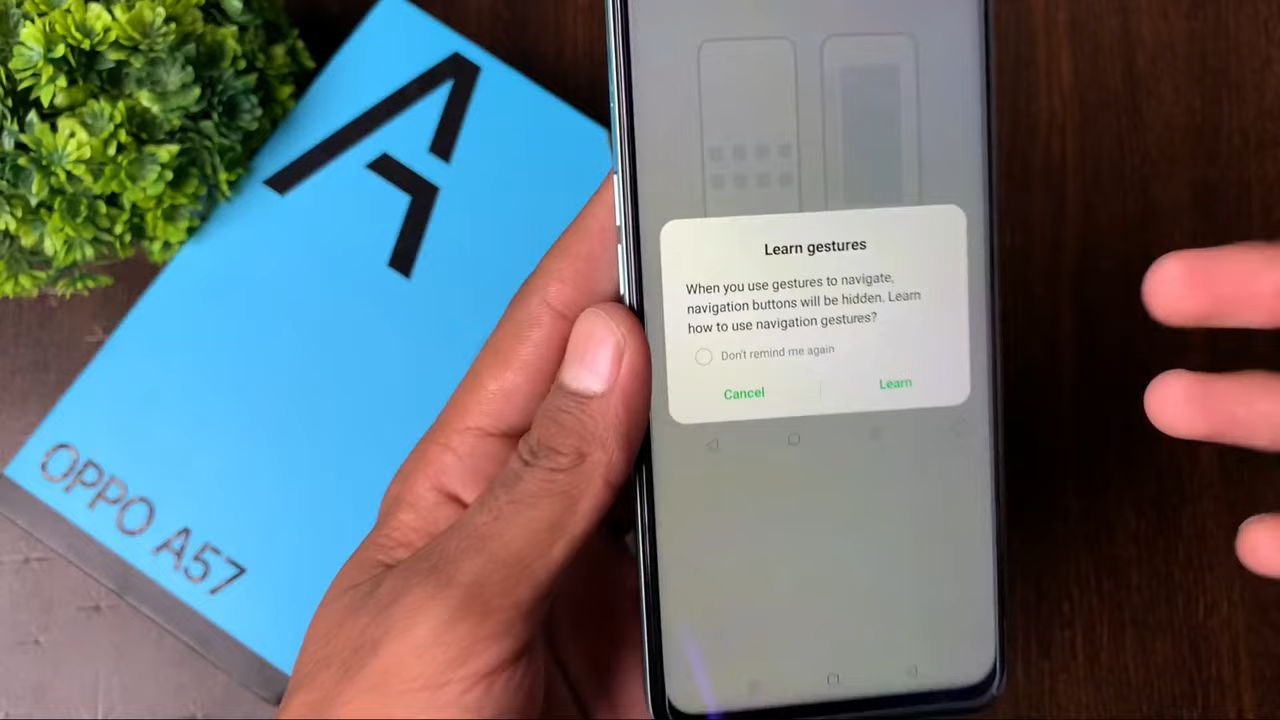 OPPO A57
Learn gestures
When you use gestures to navigate,
navigation buttons will be hidden. Learn
how to use navigation gestures?
Don't remind me again
Cancel
Learn